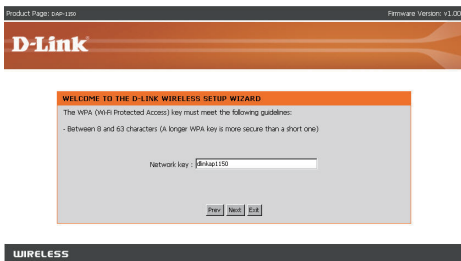 Product Page: DAP-1150 Firmware Version: v1.00
D-Link
WELCOME TO THE D-LINK WIRELESS SETUP WIZARD
The WPA (Wi-Fi Protected Access) key must meet the following guidelines:
- Between 8 and 63 characters (A longer WPA key is more secure than a short one)
Network key : dlinkap1150
Prev Next Exit
WIRELESS